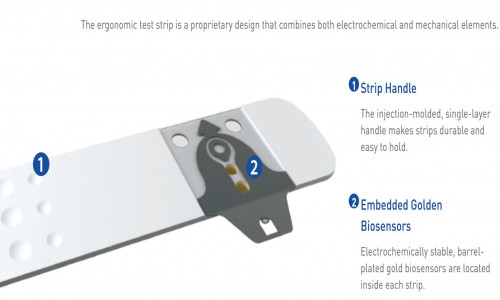 The ergonomic test strip is a proprietary design that combines both electrochemical and mechanical elements.
1 Strip Handle
The injection-molded, single-layer
handle makes strips durable and
easy to hold.
1
2
2 Embedded Golden
Biosensors
Electrochemically stable, barrel-
plated gold biosensors are located
inside each strip.